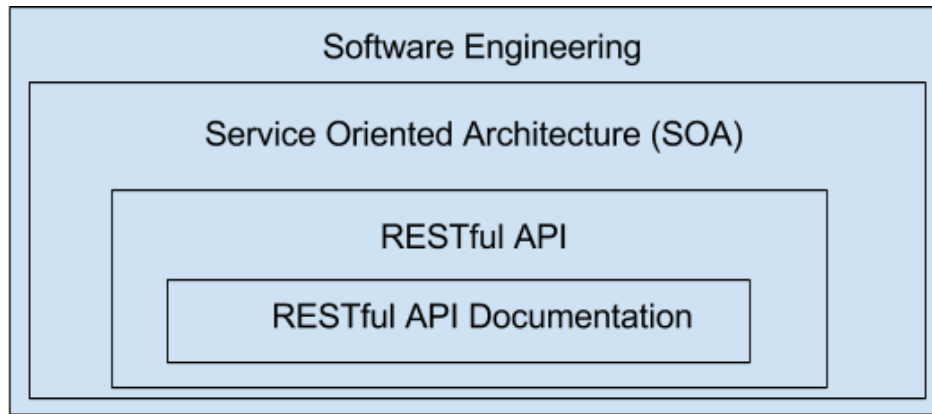 Software Engineering
Service Oriented Architecture (SOA)
RESTful API
RESTful API Documentation